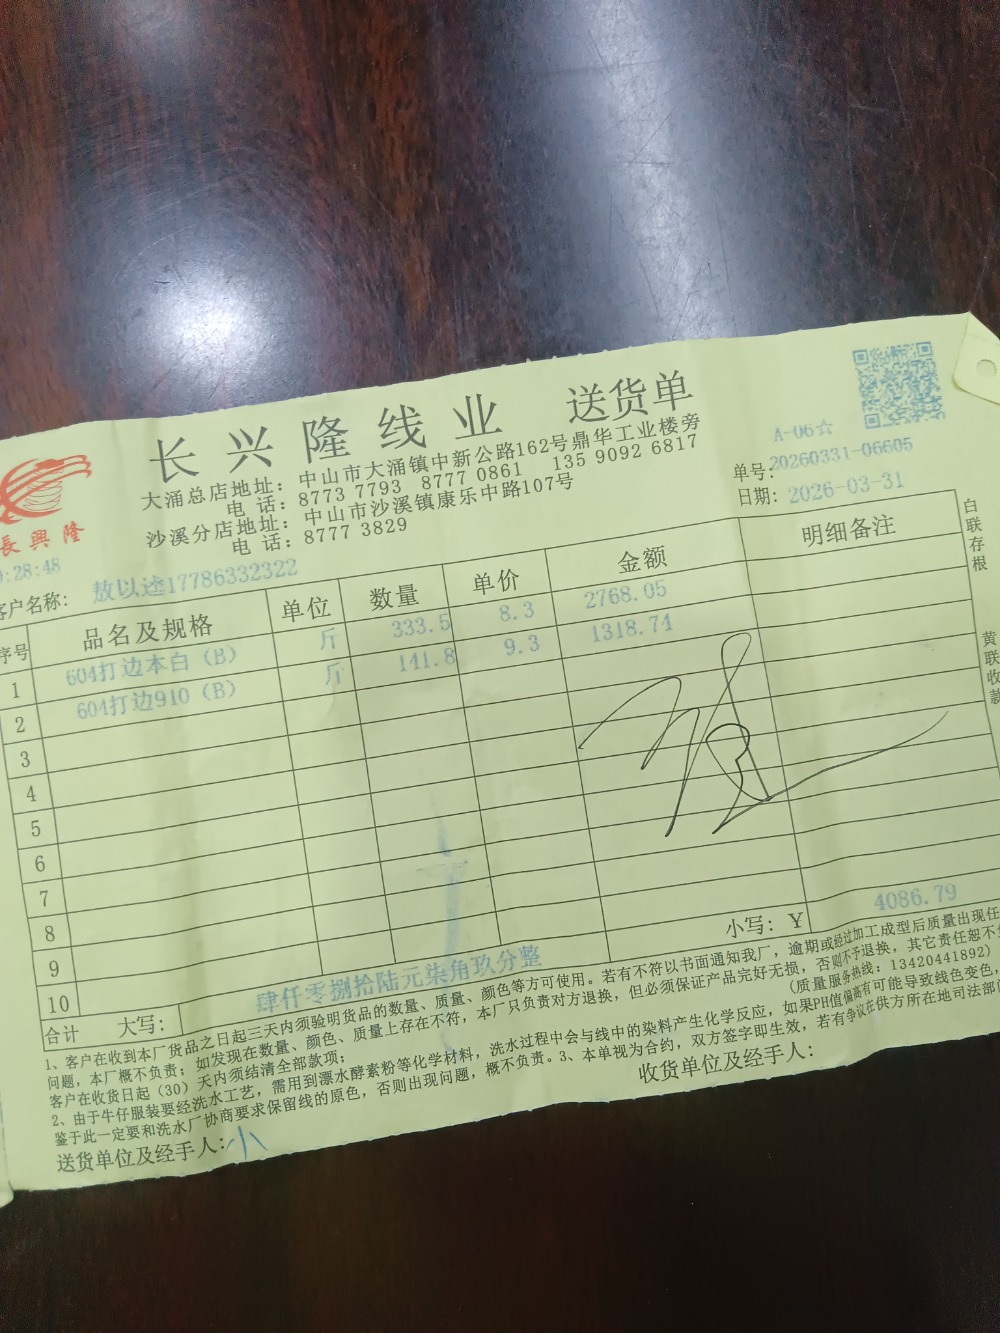 长兴隆线业 送货单
大涌总店地址：中山市大涌镇中新公路162号鼎华工业楼旁
电 话：8773 7793 8777 0861 135 9092 6817
沙溪分店地址：中山市沙溪镇康乐中路107号
电 话：8777 3829
長興隆
A-06☆
单号：20260331-06605
日期：2026-03-31
:28:48
客户名称：敖以迳17786332322
序号 品名及规格 单位 数量 单价 金额 明细备注
1 604打边本白（B） 斤 333.5 8.3 2768.05
2 604打边910（B） 斤 141.8 9.3 1318.74
3
4
5
6
7
8
9
10
白联存根
黄联收款
合计 大写：肆仟零捌拾陆元柒角玖分整 小写：￥ 4086.79
1、客户在收到本厂货品之日起三天内须验明货品的数量、质量、颜色等方可使用。若有不符以书面通知我厂，逾期或经过加工成型后质量出现任
问题，本厂概不负责；如发现在数量、颜色、质量上存在不符，本厂只负责对方退换，但必须保证产品完好无损，否则不予退换，其它责任恕不
客户在收货日起（30）天内须结清全部款项； （质量服务热线：13420441892）
2、由于牛仔服装要经洗水工艺，需用到漂水酵素粉等化学材料，洗水过程中会与线中的染料产生化学反应，如果PH值偏高有可能导致线色变色，
鉴于此一定要和洗水厂协商要求保留线的原色，否则出现问题，概不负责。3、本单视为合约，双方签字即生效，若有争议在供方所在地司法部
送货单位及经手人：小 收货单位及经手人：